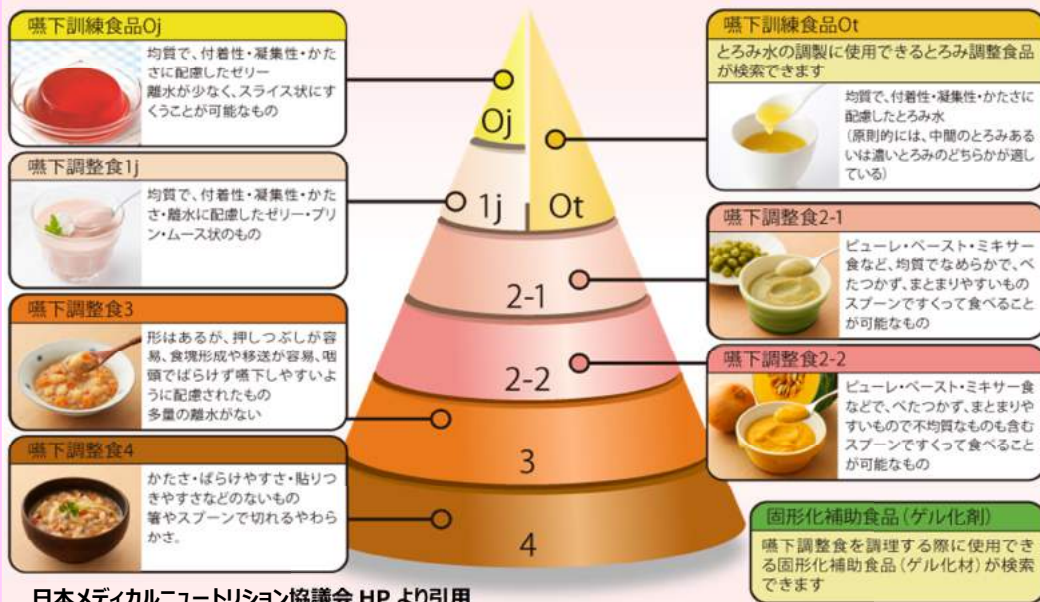 嚥下訓練食品0j
均質で、付着性・凝集性・かた
さに配慮したゼリー
離水が少なく、スライス状にす
くうことが可能なもの
嚥下調整食1j
均質で、付着性・凝集性・かた
さ・離水に配慮したゼリー・プリ
ン・ムース状のもの
嚥下調整食3
形はあるが、押しつぶしが容
易、食塊形成や移送が容易、咽
頭でばらけず嚥下しやすいよ
うに配慮されたもの
多量の離水がない
嚥下調整食4
かたさ・ばらけやすさ・貼りつ
きやすさなどのないもの
箸やスプーンで切れるやわら
かさ。
0j
1j
0t
2-1
2-2
3
4
嚥下訓練食品0t
とろみ水の調製に使用できるとろみ調整食品
が検索できます
均質で、付着性・凝集性・かたさに
配慮したとろみ水
(原則的には、中間のとろみある
いは濃いとろみのどちらかが適し
ている)
嚥下調整食2-1
ピューレ・ペースト・ミキサー
食など、均質でなめらかで、べ
たつかず、まとまりやすいもの
スプーンですくって食べること
が可能なもの
嚥下調整食2-2
ピューレ・ペースト・ミキサー食
などで、べたつかず、まとまりや
すいもので不均質なものも含む
スプーンですくって食べること
が可能なもの
固形化補助食品(ゲル化剤)
嚥下調整食を調理する際に使用でき
る固形化補助食品(ゲル化材)が検索
できます
日本メディカルニュートリション協議会 HP より引用